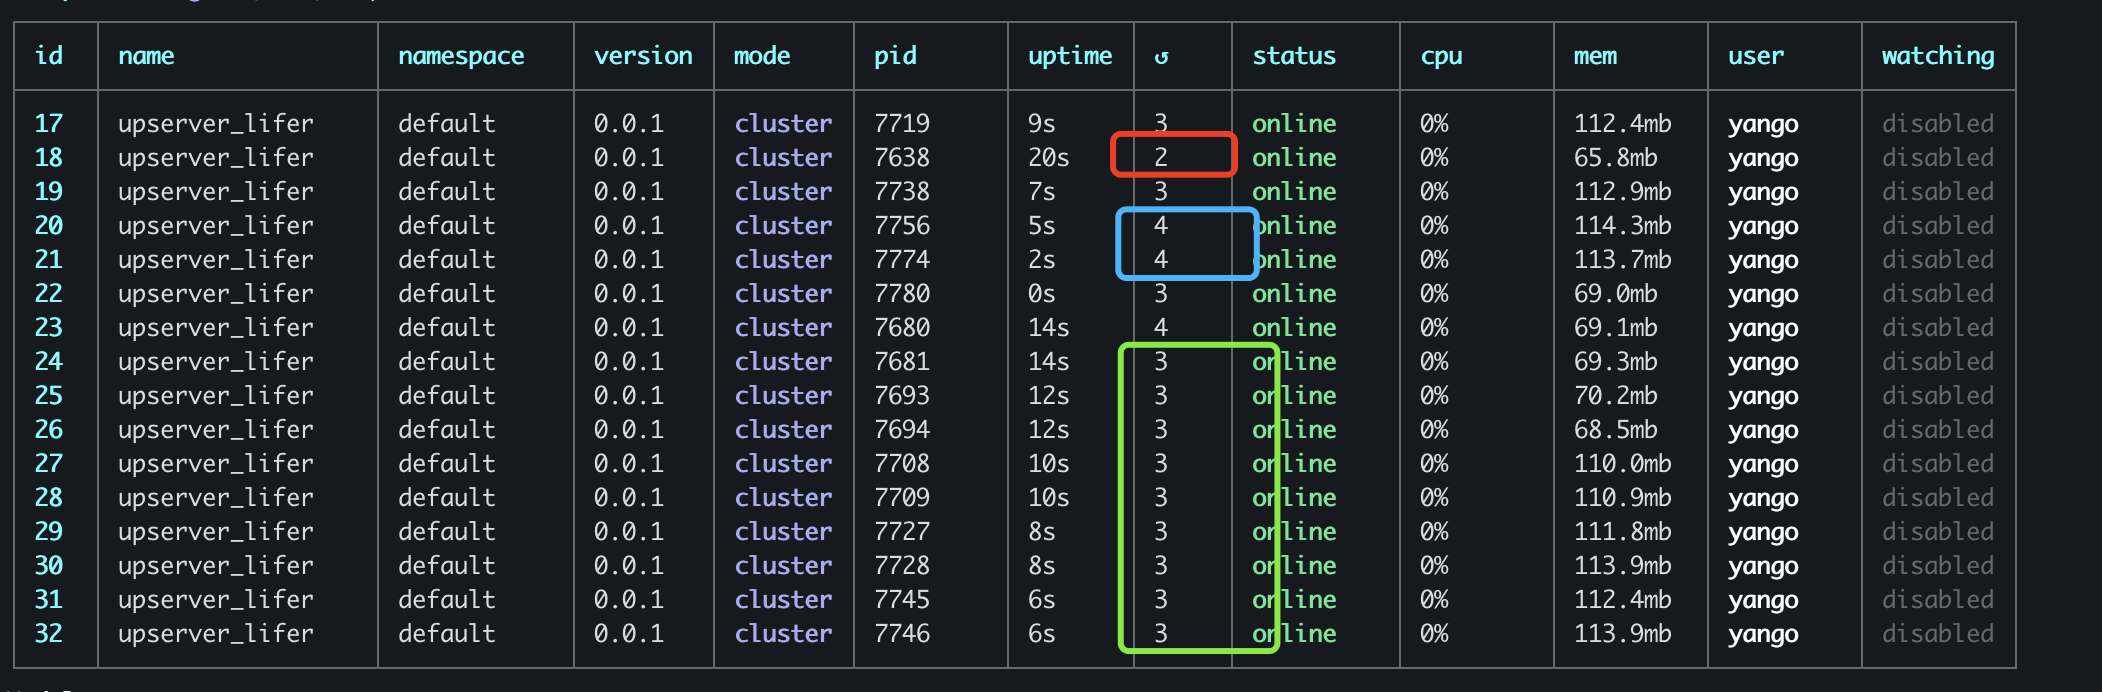 id name namespace version mode pid uptime ↺ status cpu mem user watching
17 upserver_lifer default 0.0.1 cluster 7719 9s 3 online 0% 112.4mb yango disabled
18 upserver_lifer default 0.0.1 cluster 7638 20s 2 online 0% 65.8mb yango disabled
19 upserver_lifer default 0.0.1 cluster 7738 7s 3 online 0% 112.9mb yango disabled
20 upserver_lifer default 0.0.1 cluster 7756 5s 4 online 0% 114.3mb yango disabled
21 upserver_lifer default 0.0.1 cluster 7774 2s 4 online 0% 113.7mb yango disabled
22 upserver_lifer default 0.0.1 cluster 7780 0s 3 online 0% 69.0mb yango disabled
23 upserver_lifer default 0.0.1 cluster 7680 14s 4 online 0% 69.1mb yango disabled
24 upserver_lifer default 0.0.1 cluster 7681 14s 3 online 0% 69.3mb yango disabled
25 upserver_lifer default 0.0.1 cluster 7693 12s 3 online 0% 70.2mb yango disabled
26 upserver_lifer default 0.0.1 cluster 7694 12s 3 online 0% 68.5mb yango disabled
27 upserver_lifer default 0.0.1 cluster 7708 10s 3 online 0% 110.0mb yango disabled
28 upserver_lifer default 0.0.1 cluster 7709 10s 3 online 0% 110.9mb yango disabled
29 upserver_lifer default 0.0.1 cluster 7727 8s 3 online 0% 111.8mb yango disabled
30 upserver_lifer default 0.0.1 cluster 7728 8s 3 online 0% 113.9mb yango disabled
31 upserver_lifer default 0.0.1 cluster 7745 6s 3 online 0% 112.4mb yango disabled
32 upserver_lifer default 0.0.1 cluster 7746 6s 3 online 0% 113.9mb yango disabled